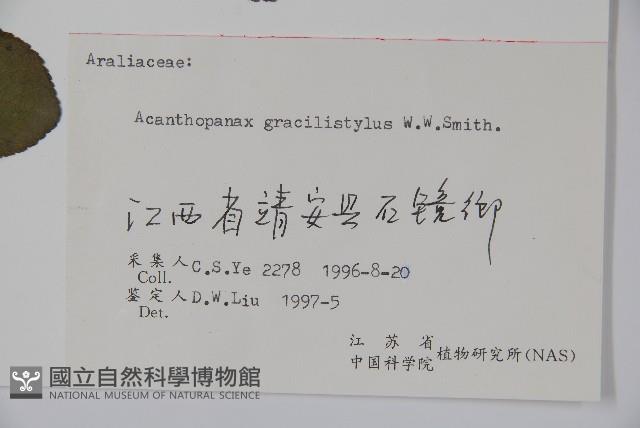 Araliaceae:
Acanthopanax gracilistylus W.W.Smith.
江西省靖安县石镜鄉
采集人 C.S.Ye 2278 1996-8-20
Coll.
鉴定人 D.W.Liu 1997-5
Det.
江苏省
中国科学院 植物研究所(NAS)
國立自然科學博物館
NATIONAL MUSEUM OF NATURAL SCIENCE